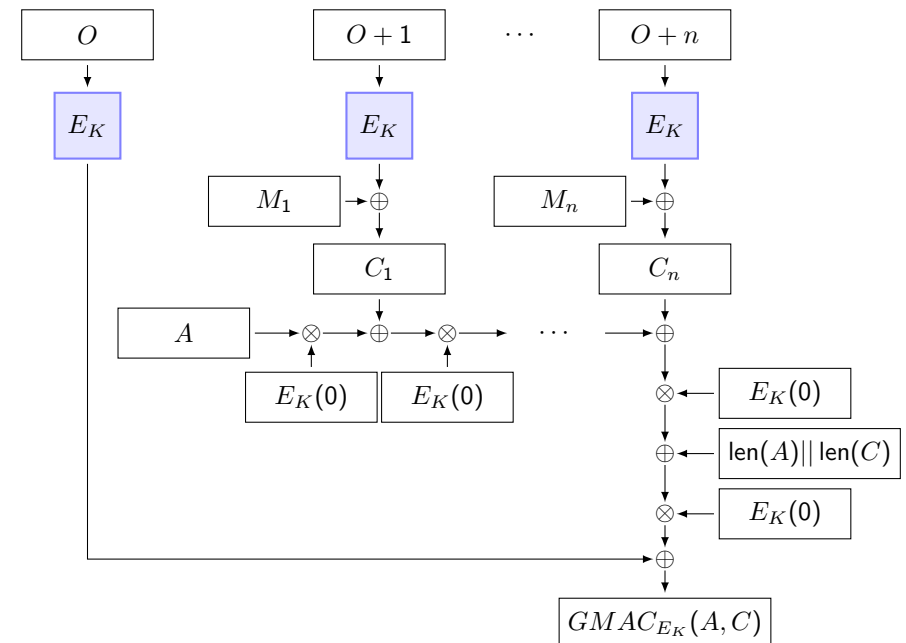 O O + 1 ··· O + n
E_K E_K E_K
M_1 ⊕ M_n ⊕
C_1 C_n
A ⊗ ⊕ ⊗ ··· ⊕
E_K(0) E_K(0) ⊗ E_K(0)
⊕ len(A)|| len(C)
⊗ E_K(0)
⊕
GMAC_{E_K}(A, C)